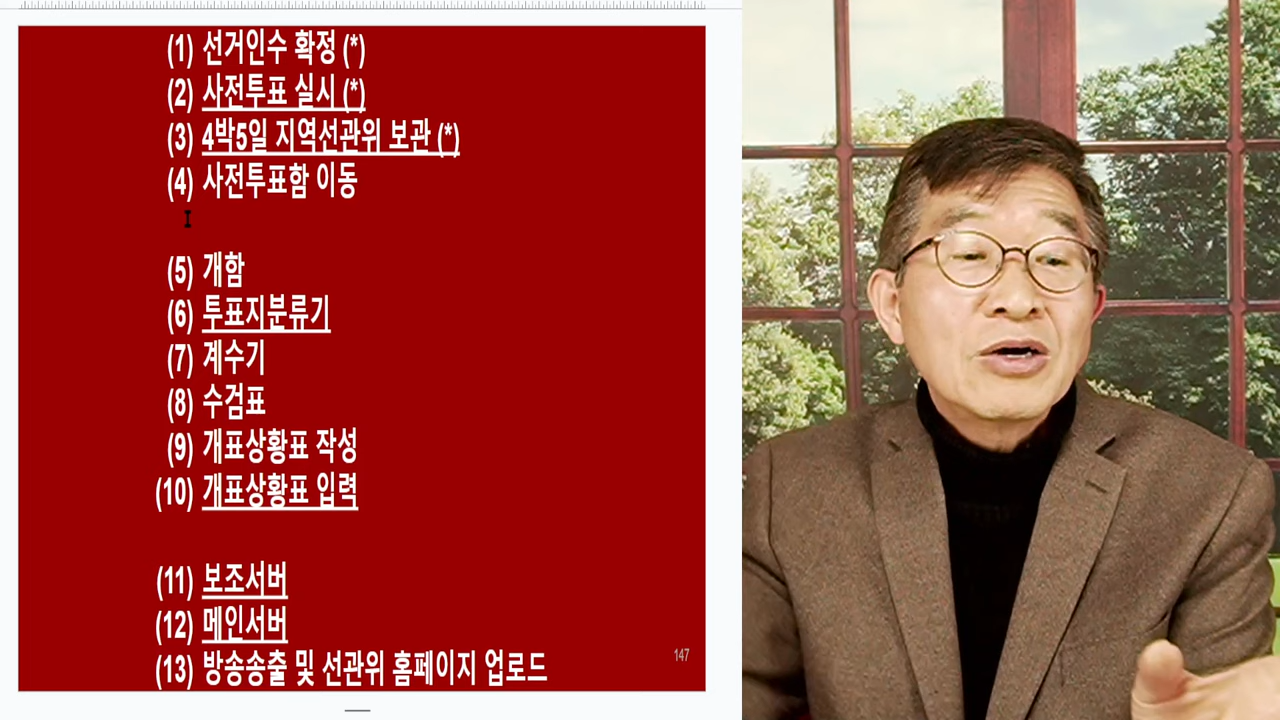 (1) 선거인수 확정 (*)
(2) 사전투표 실시 (*)
(3) 4박5일 지역선관위 보관 (*)
(4) 사전투표함 이동
(5) 개함
(6) 투표지분류기
(7) 계수기
(8) 수검표
(9) 개표상황표 작성
(10) 개표상황표 입력
(11) 보조서버
(12) 메인서버
(13) 방송송출 및 선관위 홈페이지 업로드
147